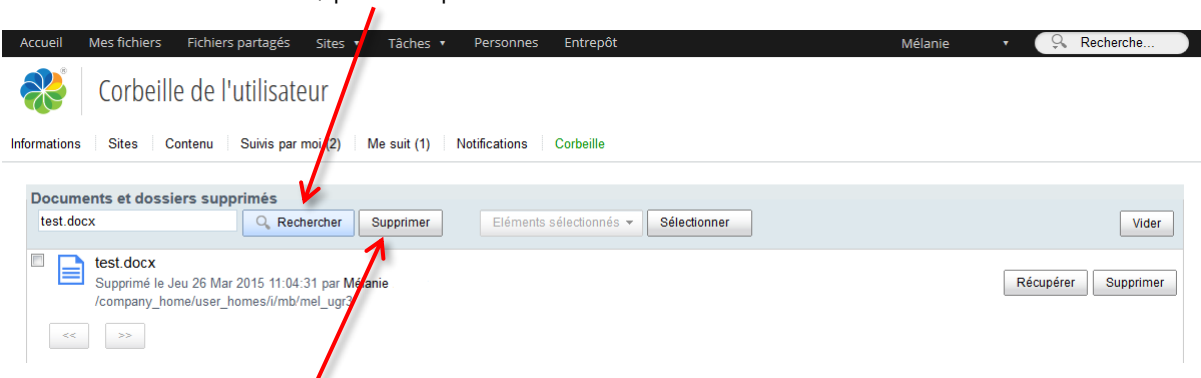 Accueil Mes fichiers Fichiers partagés Sites Tâches Personnes Entrepôt Mélanie Recherche...
Corbeille de l'utilisateur
Informations Sites Contenu Suivis par moi (2) Me suit (1) Notifications Corbeille
Documents et dossiers supprimés
test.docx Rechercher Supprimer Eléments sélectionnés Sélectionner Vider
test.docx
Supprimé le Jeu 26 Mar 2015 11:04:31 par Mélanie Récupérer Supprimer
/company_home/user_homes/i/mb/mel_ugr3
<< >>